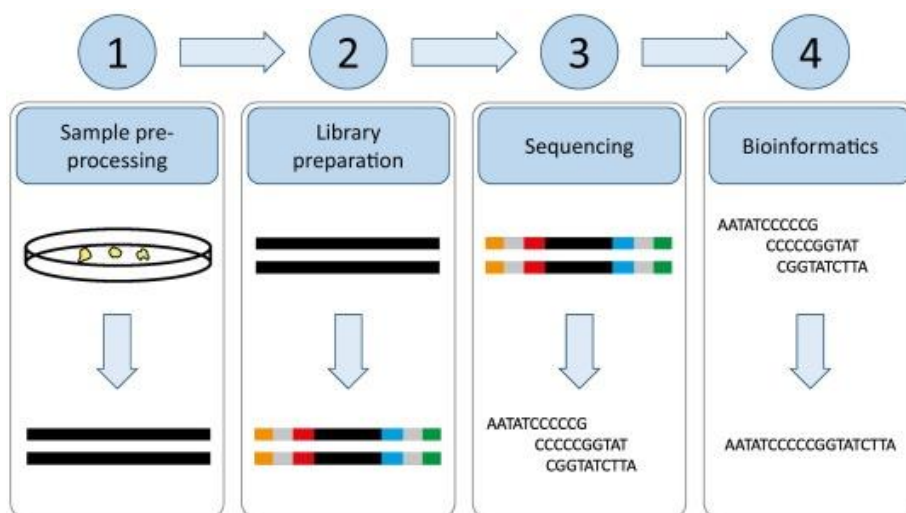 1
2
3
4
Sample pre-
processing
Library
preparation
Sequencing
Bioinformatics
AATATCCCCCG
CCCCCGGTAT
CGGTATCTTA
AATATCCCCCG
CCCCCGGTAT
CGGTATCTTA
AATATCCCCCGGTATCTTA